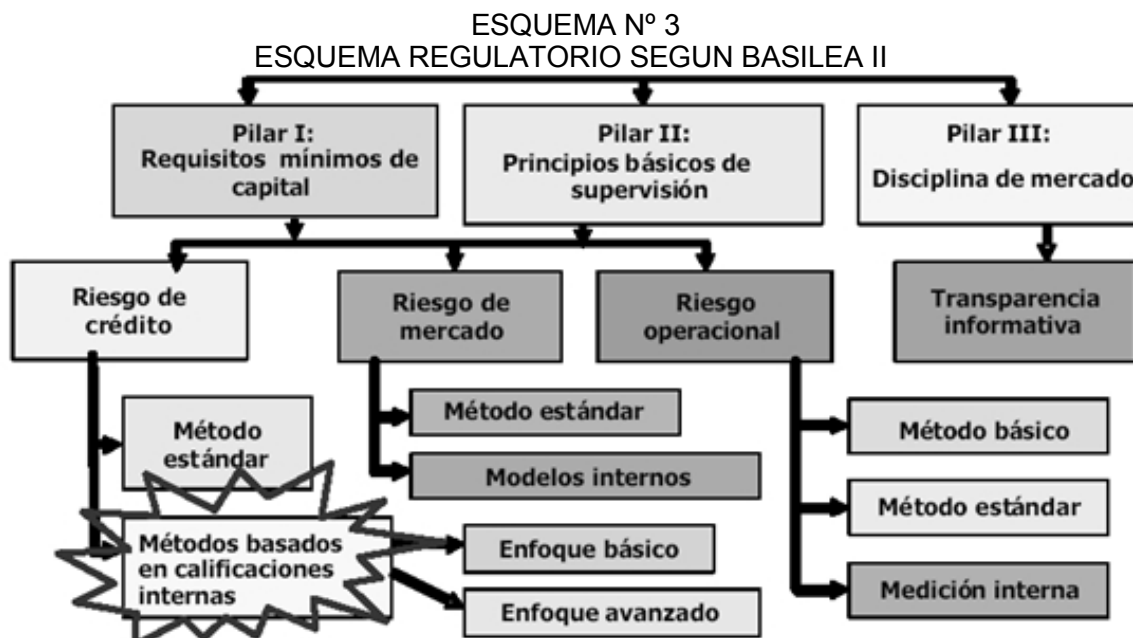 ESQUEMA Nº 3
ESQUEMA REGULATORIO SEGUN BASILEA II
Pilar I:
Requisitos mínimos de
capital
Pilar II:
Principios básicos de
supervisión
Pilar III:
Disciplina de mercado
Riesgo de
crédito
Riesgo de
mercado
Riesgo
operacional
Transparencia
informativa
Método
estándar
Métodos basados
en calificaciones
internas
Enfoque básico
Enfoque avanzado
Método estándar
Modelos internos
Método básico
Método estándar
Medición interna